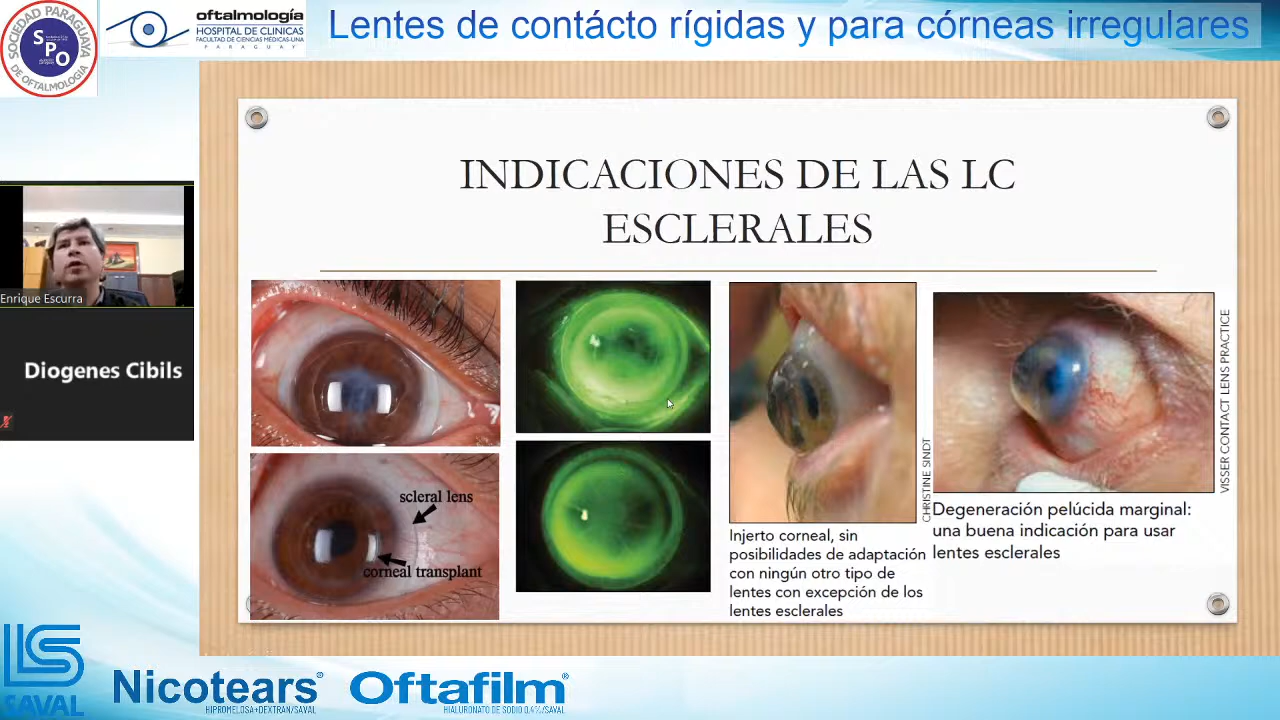 SOCIEDAD PARAGUAYA
DE OFTALMOLOGÍA
SPO
oftalmología
HOSPITAL DE CLINICAS
FACULTAD DE CIENCIAS MÉDICAS-UNA
PARAGUAY
Lentes de contácto rígidas y para córneas irregulares
INDICACIONES DE LAS LC
ESCLERALES
Enrique Escurra
Diogenes Cibils
scleral lens
corneal transplant
CHRISTINE SINDT
Injerto corneal, sin
posibilidades de adaptación
con ningún otro tipo de
lentes con excepción de los
lentes esclerales
VISSER CONTACT LENS PRACTICE
Degeneración pelúcida marginal:
una buena indicación para usar
lentes esclerales
LS
SAVAL
Nicotears®
HIPROMELOSA+DEXTRAN/SAVAL
Oftafilm®
HIALURONATO DE SODIO 0.4%/SAVAL